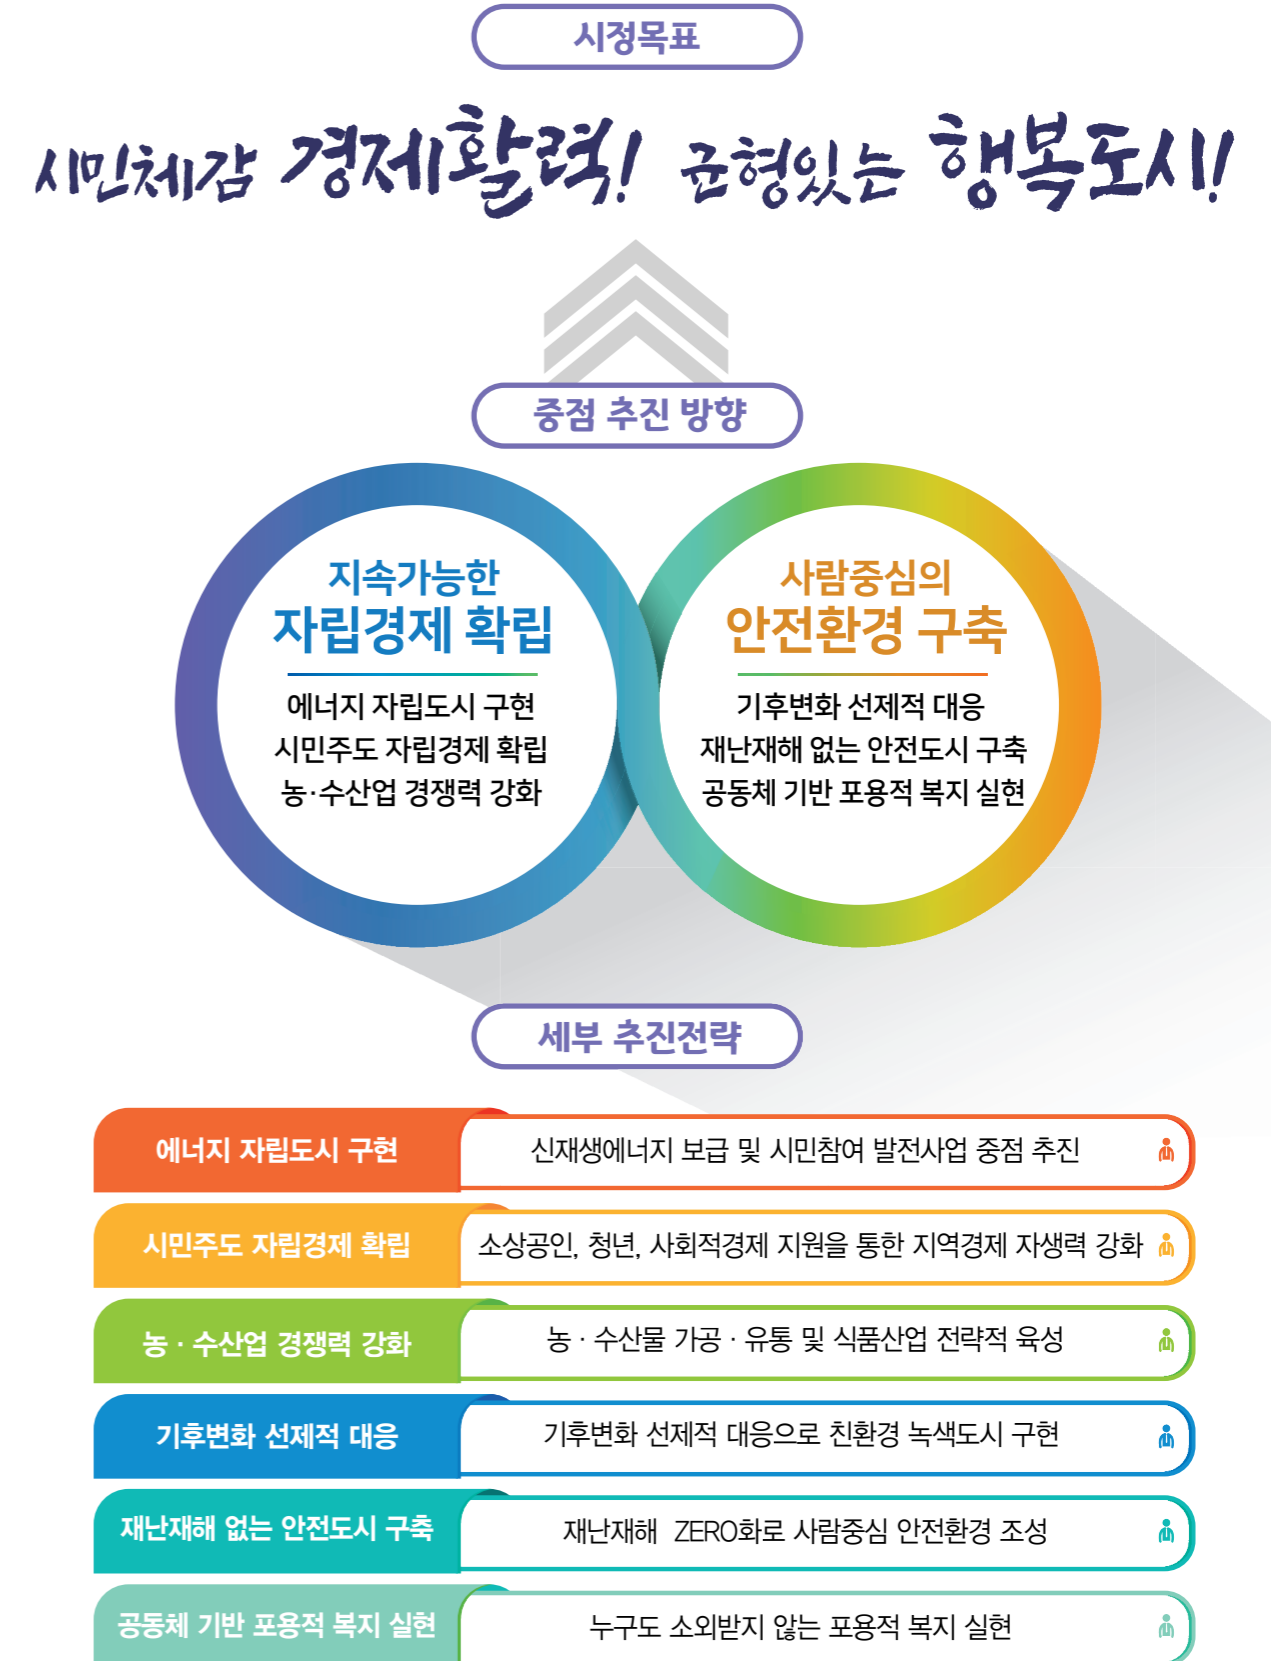 시정목표
시민체감 경제활력! 균형있는 행복도시!
중점 추진 방향
지속가능한
자립경제 확립
에너지 자립도시 구현
시민주도 자립경제 확립
농·수산업 경쟁력 강화
사람중심의
안전환경 구축
기후변화 선제적 대응
재난재해 없는 안전도시 구축
공동체 기반 포용적 복지 실현
세부 추진전략
에너지 자립도시 구현
신재생에너지 보급 및 시민참여 발전사업 중점 추진
시민주도 자립경제 확립
소상공인, 청년, 사회적경제 지원을 통한 지역경제 자생력 강화
농·수산업 경쟁력 강화
농·수산물 가공·유통 및 식품산업 전략적 육성
기후변화 선제적 대응
기후변화 선제적 대응으로 친환경 녹색도시 구현
재난재해 없는 안전도시 구축
재난재해 ZERO화로 사람중심 안전환경 조성
공동체 기반 포용적 복지 실현
누구도 소외받지 않는 포용적 복지 실현